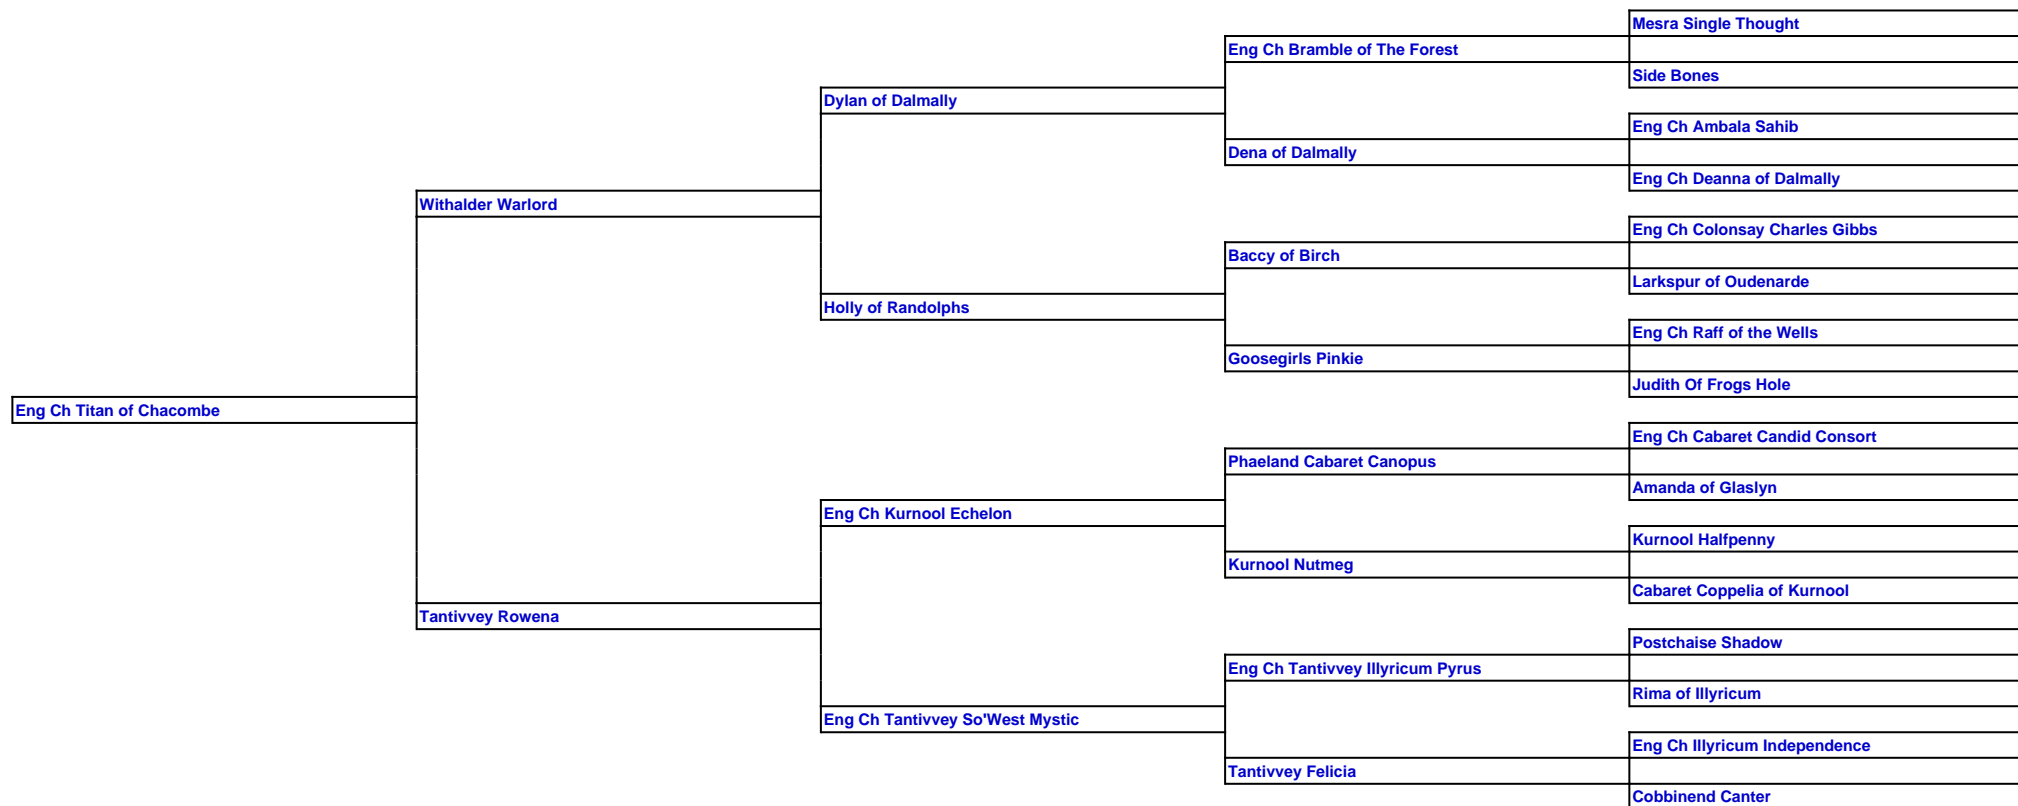 Mesra Single Thought
Eng Ch Bramble of The Forest
Side Bones
Dylan of Dalmally
Eng Ch Ambala Sahib
Dena of Dalmally
Eng Ch Deanna of Dalmally
Withalder Warlord
Eng Ch Colonsay Charles Gibbs
Baccy of Birch
Larkspur of Oudenarde
Holly of Randolphs
Eng Ch Raff of the Wells
Goosegirls Pinkie
Judith Of Frogs Hole
Eng Ch Titan of Chacombe
Eng Ch Cabaret Candid Consort
Phaeland Cabaret Canopus
Amanda of Glaslyn
Eng Ch Kurnool Echelon
Kurnool Halfpenny
Kurnool Nutmeg
Cabaret Coppelia of Kurnool
Tantivvey Rowena
Postchaise Shadow
Eng Ch Tantivvey Illyricum Pyrus
Rima of Illyricum
Eng Ch Tantivvey So'West Mystic
Eng Ch Illyricum Independence
Tantivvey Felicia
Cobbinend Canter